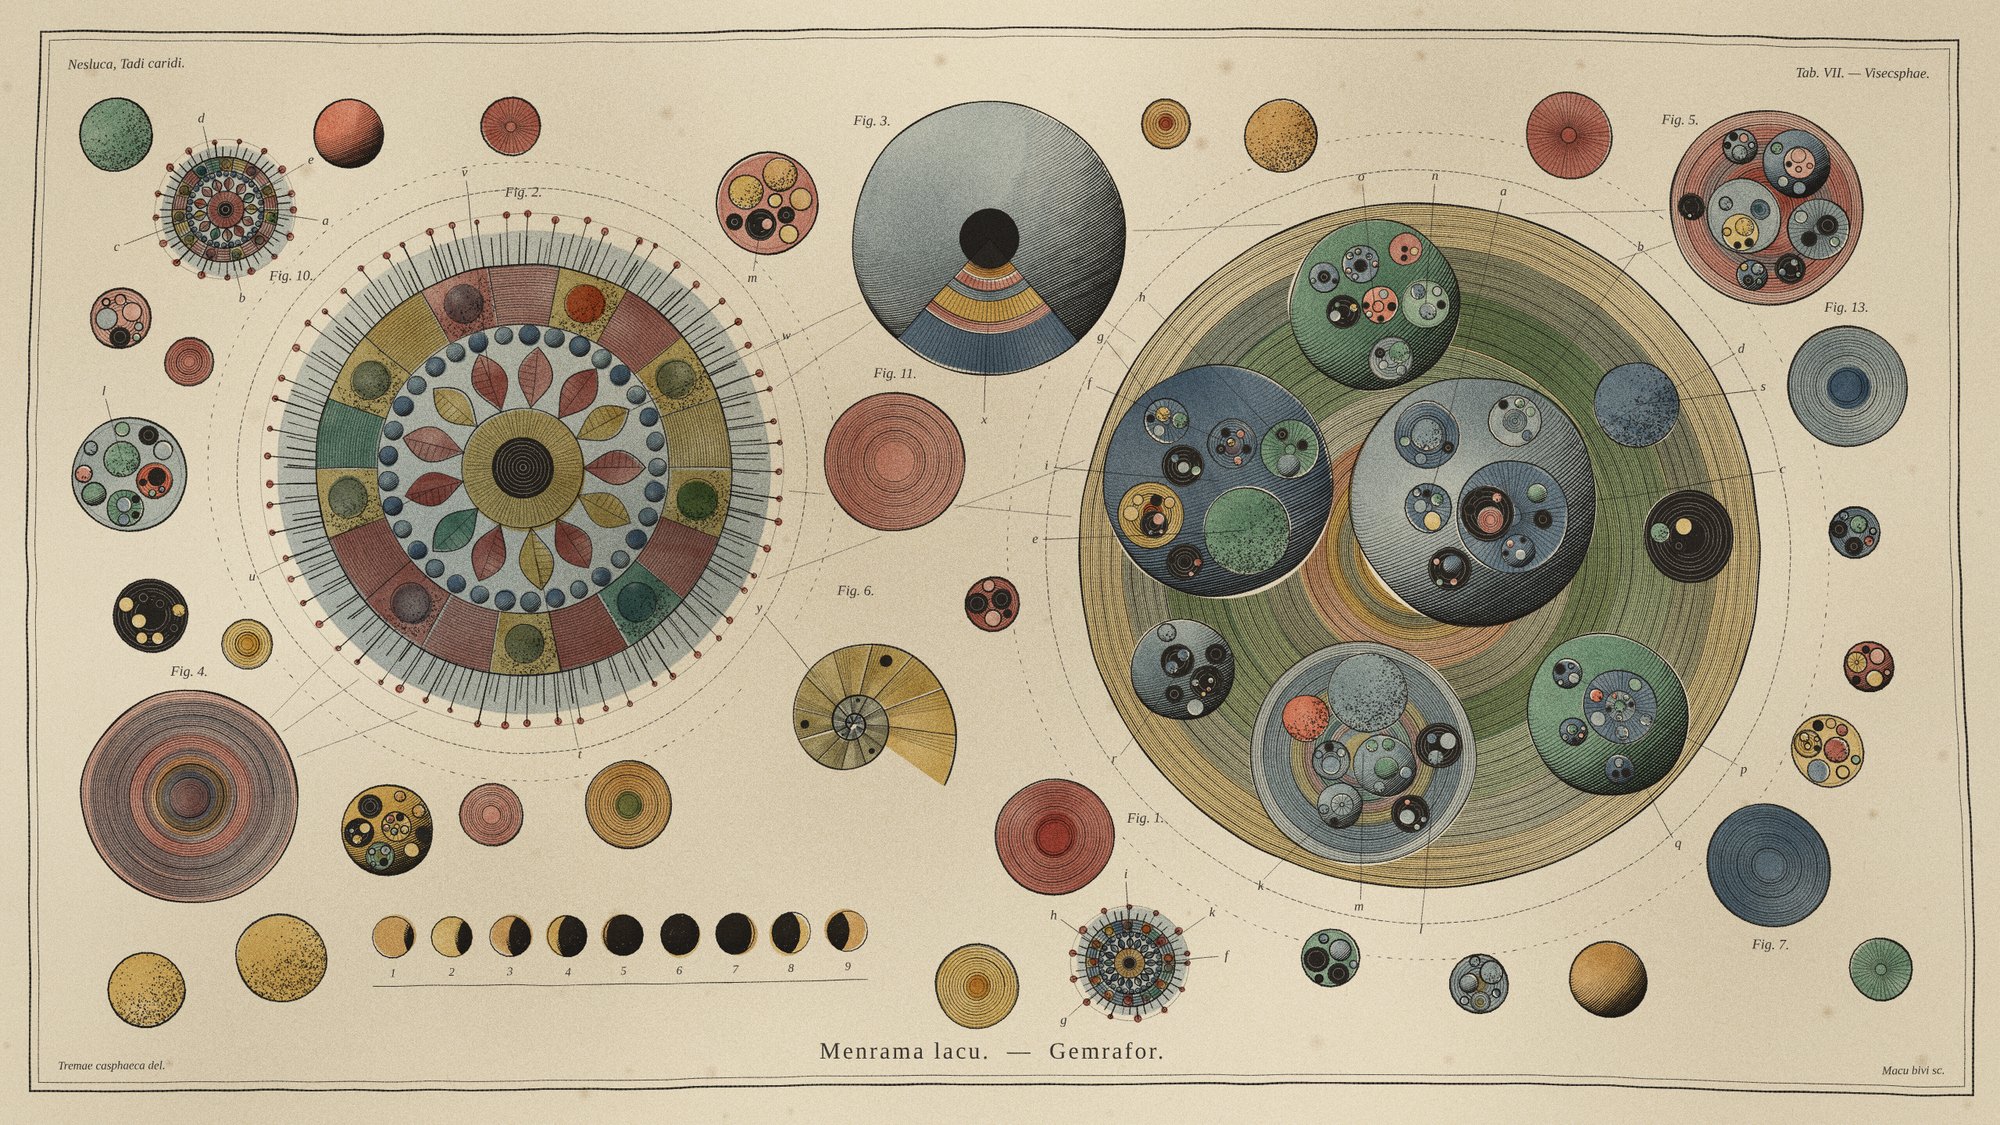 Nesluca, Tadi caridi.
Tab. VII. — Visecsphae.
d
e
a
c
b
Fig. 10.
v
Fig. 2.
m
Fig. 3.
Fig. 5.
o
n
a
b
h
g
f
w
Fig. 11.
x
Fig. 13.
d
s
l
i
c
e
u
y
Fig. 6.
Fig. 4.
t
r
p
q
Fig. 1.
k
m
l
Fig. 7.
1
2
3
4
5
6
7
8
9
i
h
k
f
g
Menrama lacu. — Gemrafor.
Tremae casphaeca del.
Macu bivi sc.